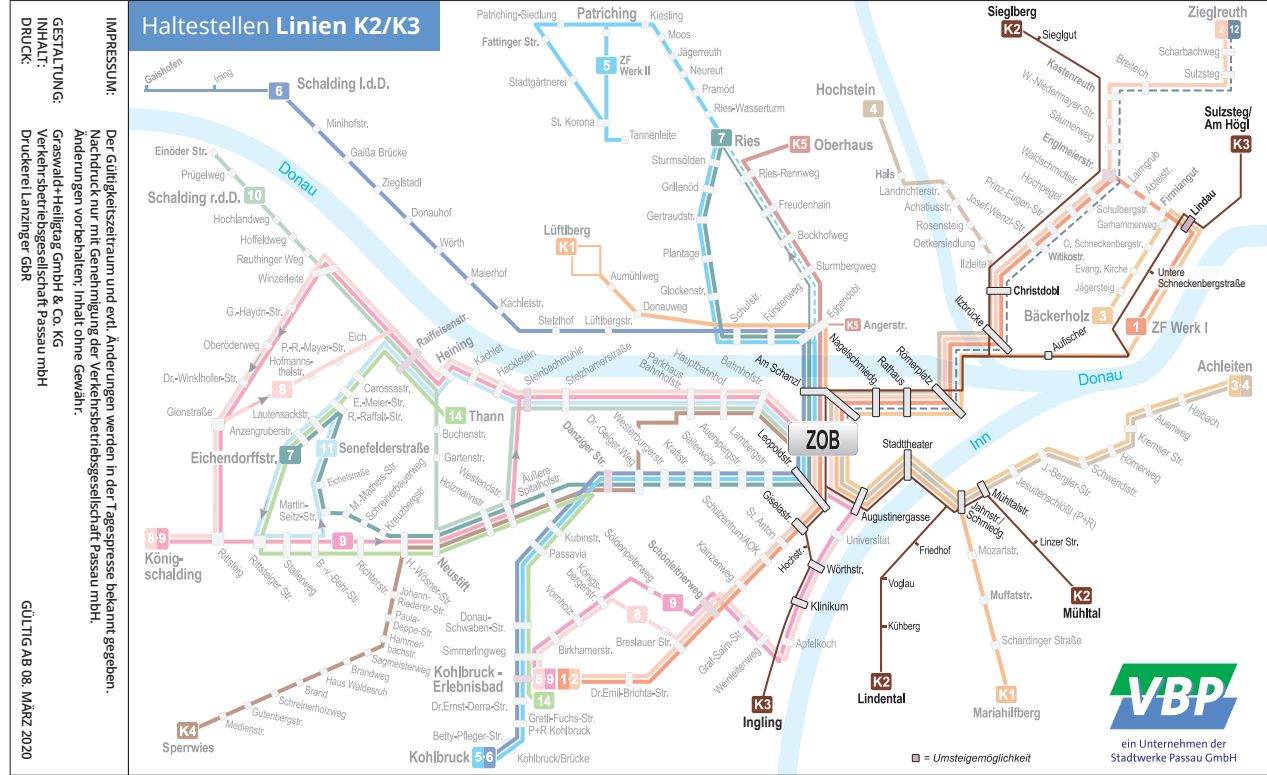 Haltestellen Linien K2/K3
IMPRESSUM:
Der Gültigkeitszeitraum und evtl. Änderungen werden in der Tagespresse bekannt gegeben.
Nachdruck nur mit Genehmigung der Verkehrsbetriebsgesellschaft Passau mbH.
Änderungen vorbehalten; Inhalt ohne Gewähr.
GESTALTUNG: Graswald+Heiligtag GmbH & Co. KG
INHALT: Verkehrsbetriebsgesellschaft Passau mbH
DRUCK: Druckerei Lanzinger GbR
GÜLTIG AB 08. MÄRZ 2020
Gaishofen
Irring
6
Schalding l.d.D.
Minihofstr.
Gaißa Brücke
Zieglstadl
Donauhof
Wörth
Maierhof
Kachletstr.
Stelzlhof
Lüftlbergstr.
Donau
Patriching-Siedlung
Patriching
Kiesling
Fattinger Str.
Moos
Jägerreuth
5
ZF
Werk II
Neureut
Stadtgärtnerei
Pramöd
Ries-Wasserturm
St. Korona
Tannenleite
7
Ries
Sturmsölden
Grillenöd
Gertraudstr.
Plantage
Glockenstr.
K5
Oberhaus
Ries-Rennweg
Freudenhain
Bockhofweg
Sturmbergweg
Eggendobl
K5
Angerstr.
Schulstr.
Fürstenweg
Lüftlberg
K1
Aumühlweg
Donauweg
Hochstein
4
Hals
Landrichterstr.
Achatiusstr.
Rosensteig
Oetkersiedlung
Ilzleite
Sieglberg
K2
Sieglgut
Kastenreuth
W.-Niedermayer-Str.
Säumerweg
Englmeierstr.
Waldschmidtstr.
Hochpegel
Prinz-Eugen-Str.
Josef-Wenzl-Str.
Witikostr.
Christdobl
Ilzbrücke
Zieglreuth
2
12
Scharbachweg
Sulzsteg
Breiteich
Sulzsteg/
Am Högl
K3
Laimgrub
Abteistr.
Firmiangut
Lindau
Schulbergstr.
Garhammerweg
O. Schneckenbergstr.
Evang. Kirche
Jägersteig
Bäckerholz
3
Untere
Schneckenbergstraße
1
ZF Werk I
Aufischer
Donau
Einöder Str.
Prügelweg
Schalding r.d.D.
10
Hochlandweg
Hoffeldweg
Reuthinger Weg
Winzerleite
G.-Haydn-Str.
Oberöderweg
Dr.-Winklhofer-Str.
Gionstraße
P.-R.-Mayer-Str.
Eich
Hofmanns-
thalstr.
8
Raiffeisenstr.
Heining
Kachlet
Hacklstein
Steinbachmühle
Stelzhamerstraße
Parkhaus
Bahnhofstr.
Hauptbahnhof
Bahnhofstr.
Am Schanzl
Nagelschmiedg.
Rathaus
Römerplatz
ZOB
Carossastr.
E.-Meier-Str.
R.-Raffalt-Str.
Lautensackstr.
Anzengruberstr.
Eichendorffstr.
7
11
Senefelderstraße
14
Thann
Buchenstr.
Gartenstr.
Eichetstraße
M.-Matheis-Str.
Schreinerbauerweg
Kreuzbergstr.
Holzmannstr.
Westendstr.
Äußere
Spitalhofstr.
Danziger Str.
Dr.-Geiger-Weg
Westerburgerstr.
Kraftstr.
Sailerwöhr
Auerspergstr.
Lambergstr.
Leopoldstr.
Martin-
Seitz-Str.
8·9
König-
schalding
9
Rittsteig
Rittsteiger Str.
Stallerweg
B.-v.-Behr-Str.
Richterstr.
H.-Wösner-Str.
Neustift
Johann-
Riederer-Str.
Paula-
Deppe-Str.
Hammer-
bachstr.
Sagmeisterweg
Brandweg
Haus Waldesruh
Brand
Schreinerholzweg
Gutenbergstr.
Medienstr.
K4
Sperrwies
Kubinstr.
Passavia
Donau-
Schwaben-Str.
Simmerlingweg
Kohlbruck -
Erlebnisbad
8·9
1·2
14
Dr.Ernst-Derra-Str.
Gretl-Fuchs-Str.
P+R Kohlbruck
Betty-Pfleger-Str.
Kohlbruck
5·6
Kohlbruck/Brücke
Königs-
bergerstr.
Vornholz
Söldenpeterweg
Schönleitnerweg
9
8
Birkhamerstr.
Breslauer Str.
Dr.Emil-Brichta-Str.
Kainzenweg
Schulzentrum/AOK
St. Anton
Giselastr.
Hochstr.
Wörthstr.
Klinikum
Graf-Salm-Str.
Weinleitenweg
Apfelkoch
K3
Ingling
Augustinergasse
Universität
Stadttheater
Inn
Jahnstr./
Schmiedg.
Mühltalstr.
Linzer Str.
K2
Mühltal
Friedhof
Voglau
Kühberg
K2
Lindental
Mozartstr.
Muffatstr.
Schärdinger Straße
K1
Mariahilfberg
Jesuitenschlößl (P+R)
J.-Bergler-Str.
Schwendstr.
Hörnerweg
Kremser Str.
Auenweg
Halbach
Achleiten
3·4
= Umsteigemöglichkeit
VBP
ein Unternehmen der
Stadtwerke Passau GmbH